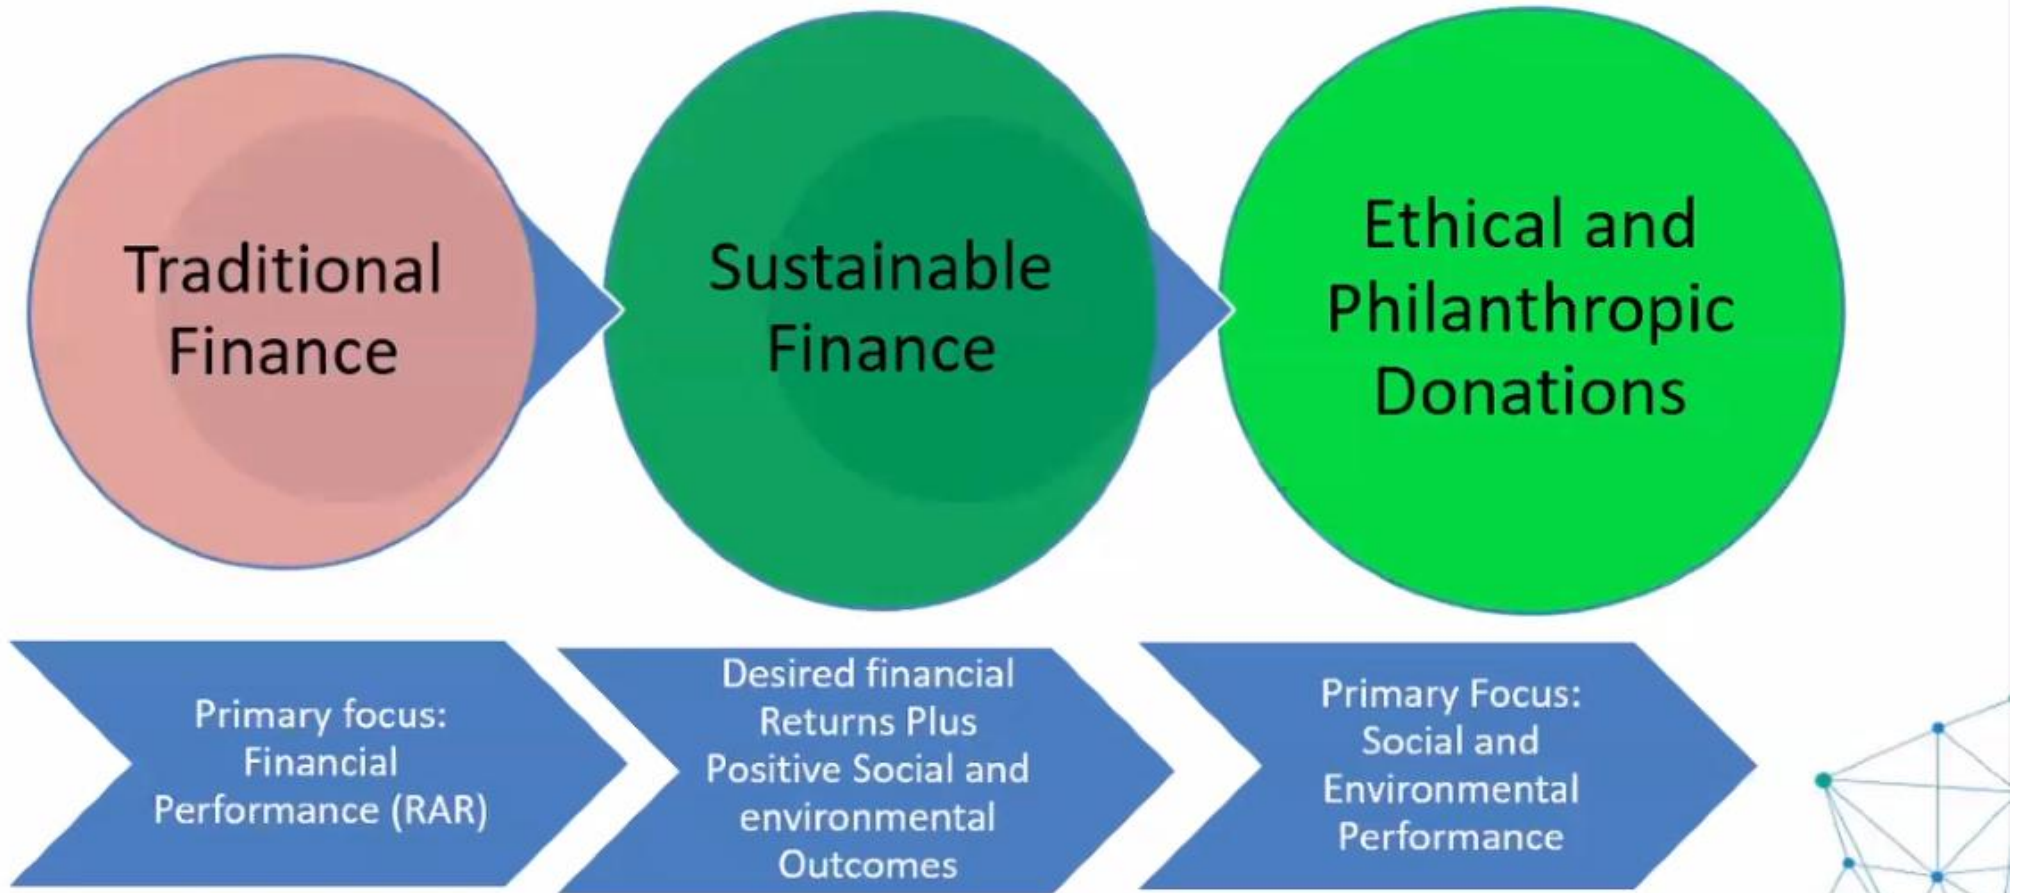 Traditional
Finance
Sustainable
Finance
Ethical and
Philanthropic
Donations
Primary focus:
Financial
Performance (RAR)
Desired financial
Returns Plus
Positive Social and
environmental
Outcomes
Primary Focus:
Social and
Environmental
Performance